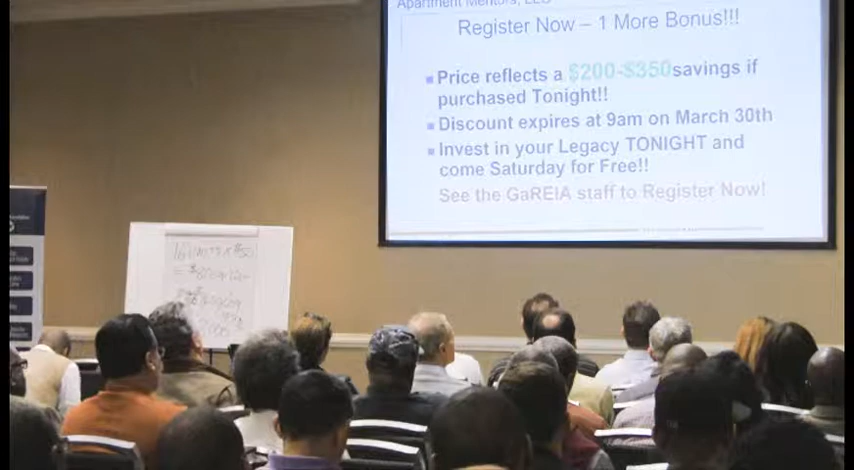 Apartment Mentors, LLC
Register Now – 1 More Bonus!!!
Price reflects a $200-$350 savings if
purchased Tonight!!
Discount expires at 9am on March 30th
Invest in your Legacy TONIGHT and
come Saturday for Free!!
See the GaREIA staff to Register Now!